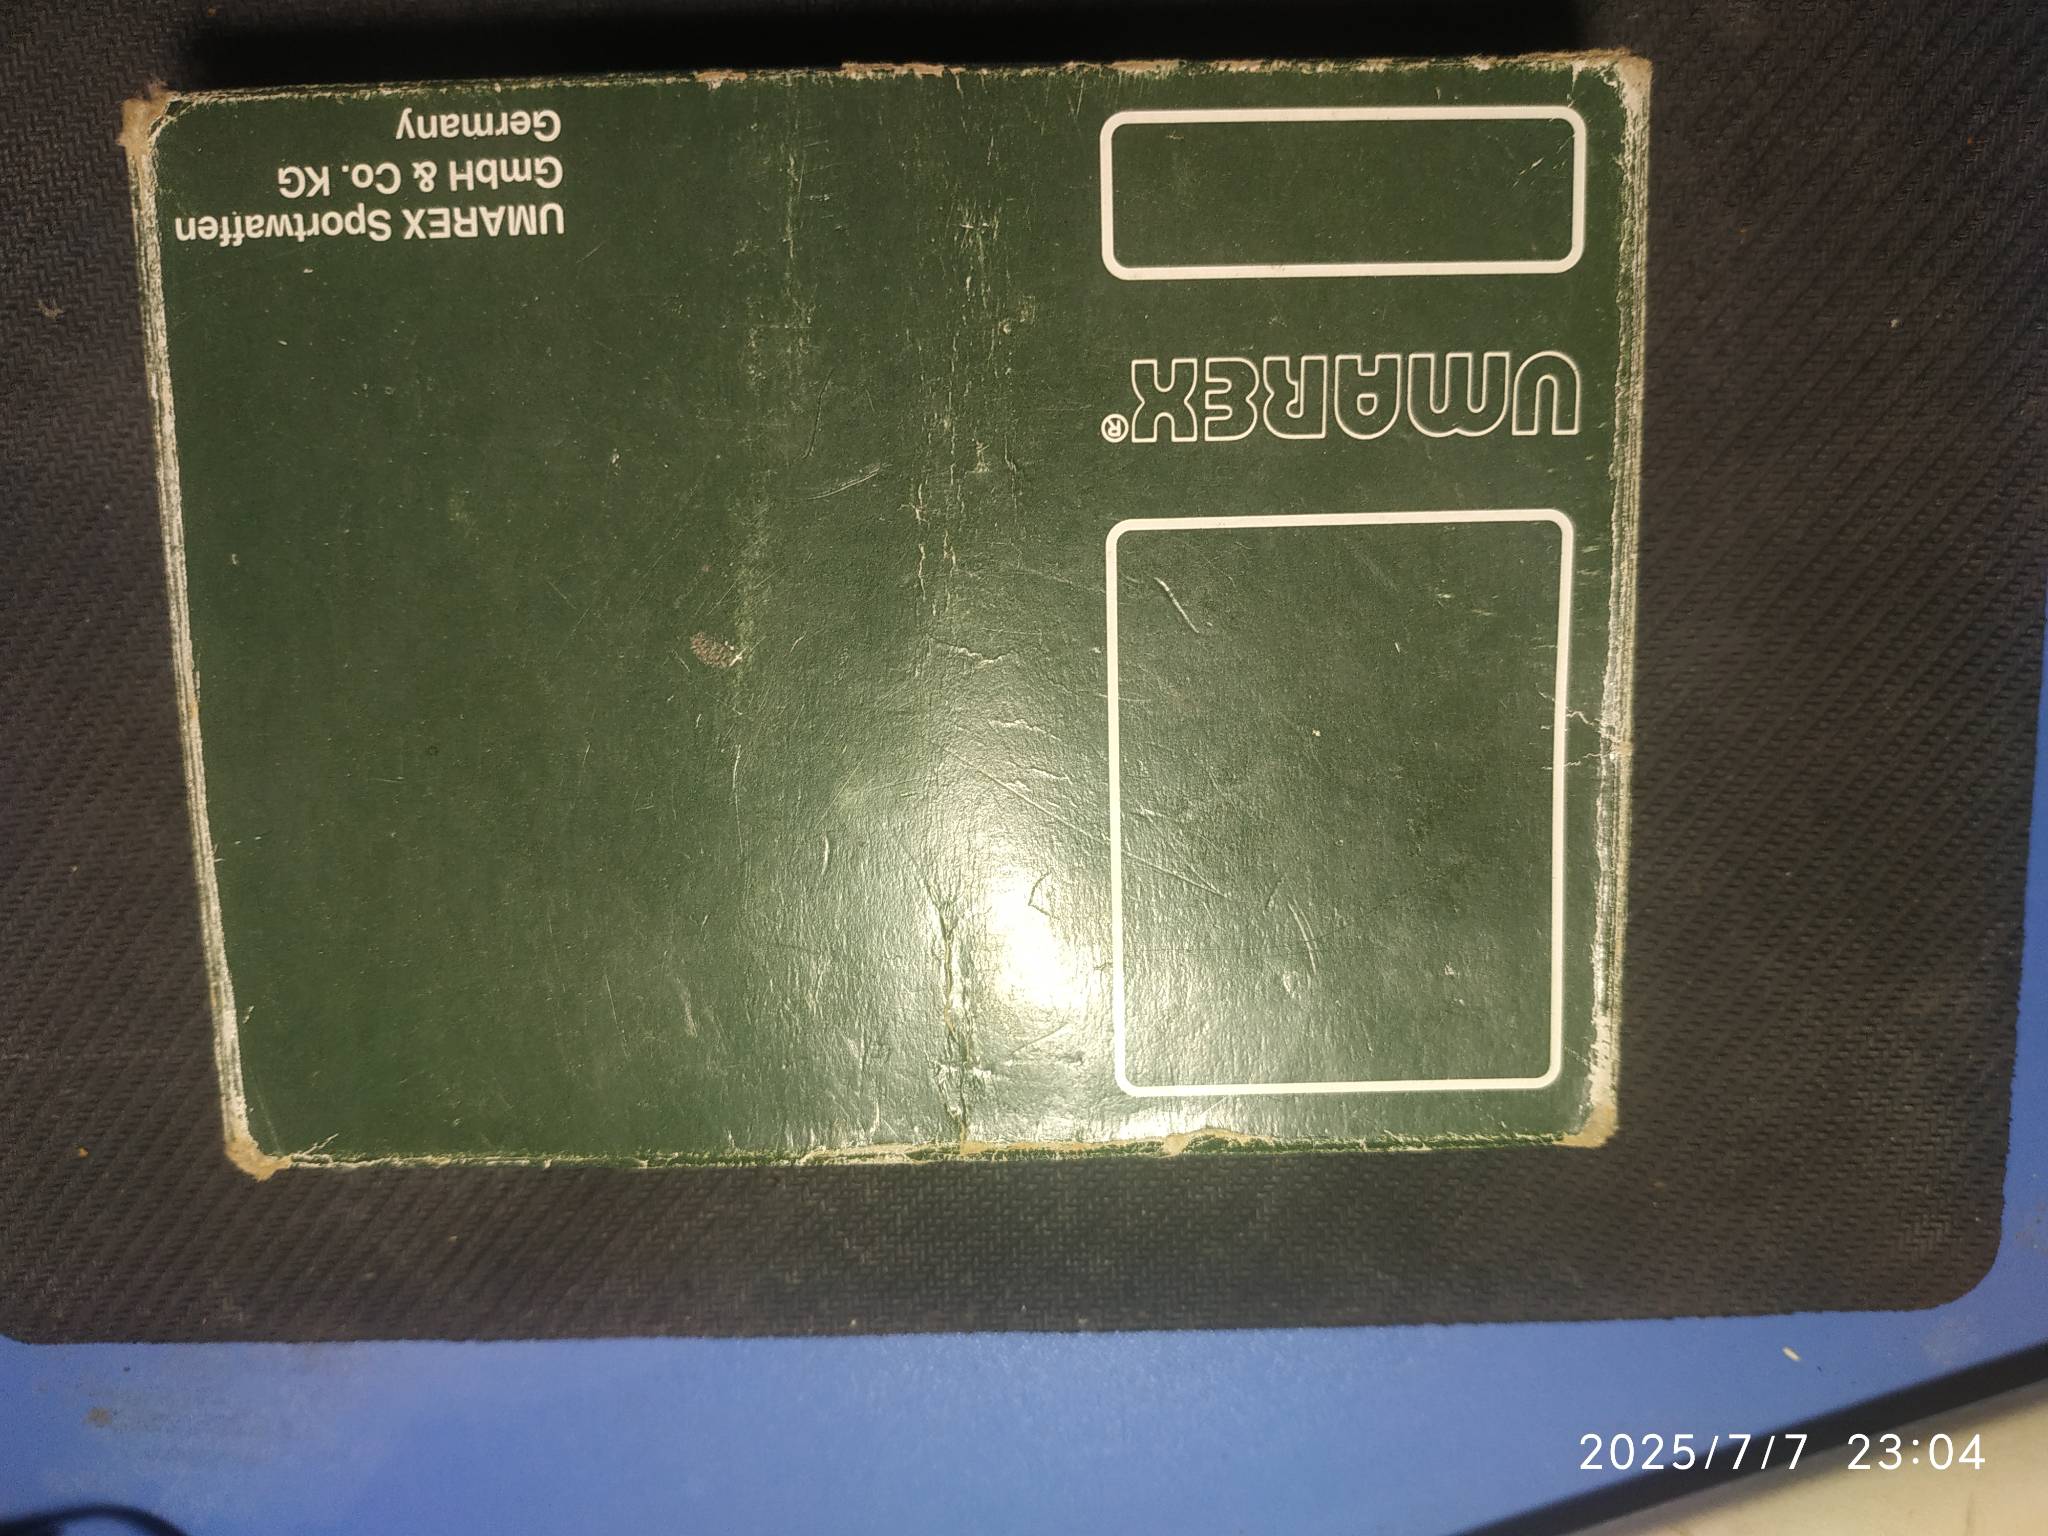 UMAREX®
UMAREX Sportwaffen
GmbH & Co. KG
Germany
2025/7/7 23:04